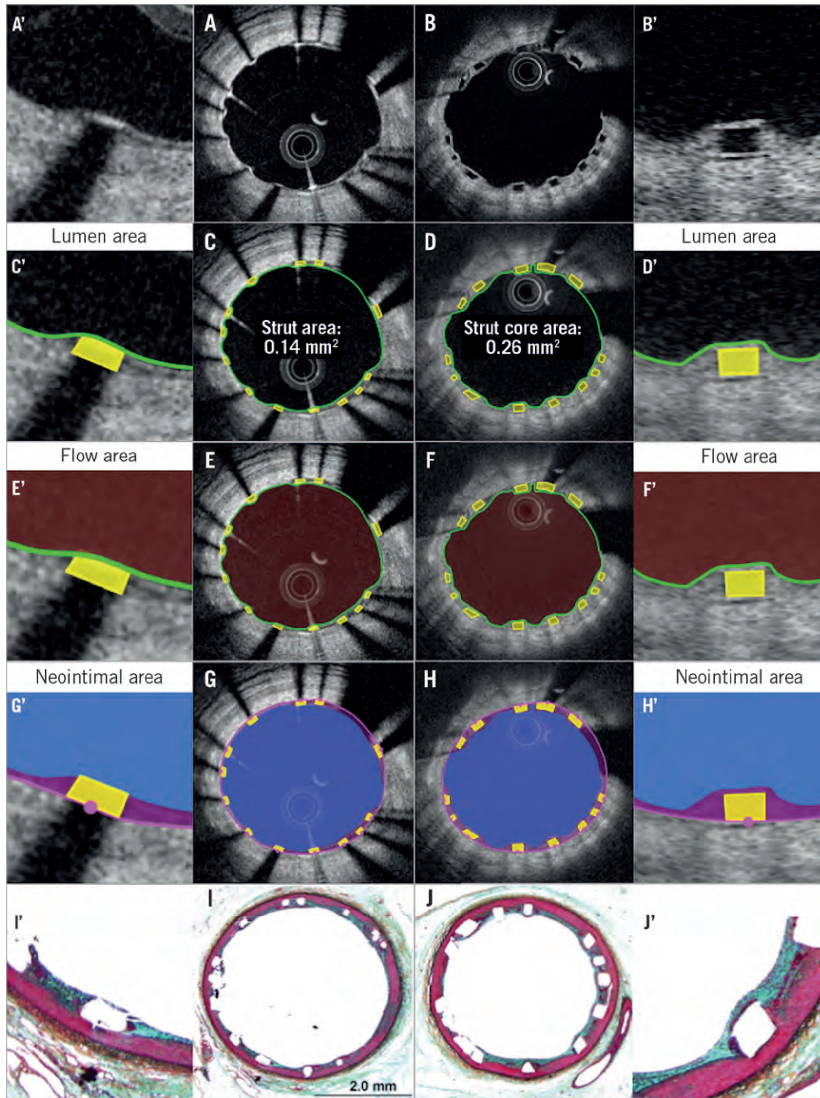 A'
A
B
B'
Lumen area
Lumen area
C'
C
D
D'
Strut area:
0.14 mm²
Strut core area:
0.26 mm²
Flow area
Flow area
E'
E
F
F'
Neointimal area
Neointimal area
G'
G
H
H'
I'
I
J
J'
2.0 mm